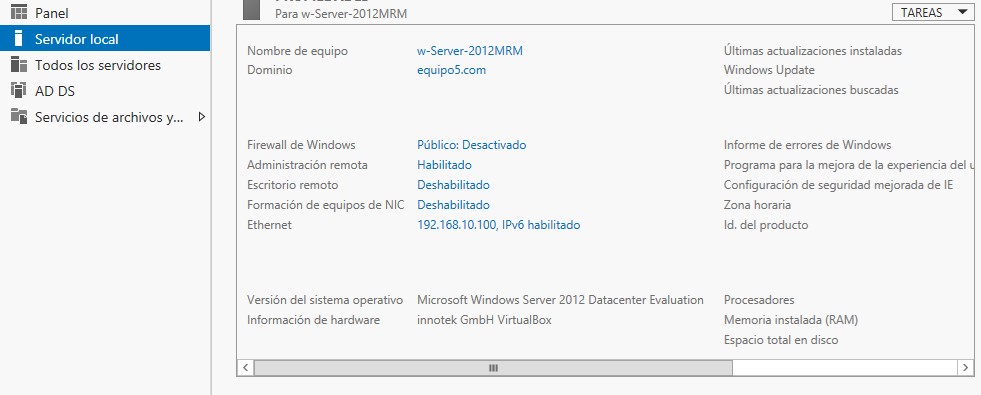 Panel
Servidor local
Todos los servidores
AD DS
Servicios de archivos y...
Para w-Server-2012MRM
TAREAS
Nombre de equipo w-Server-2012MRM Últimas actualizaciones instaladas
Dominio equipo5.com Windows Update
Últimas actualizaciones buscadas
Firewall de Windows Público: Desactivado Informe de errores de Windows
Administración remota Habilitado Programa para la mejora de la experiencia del u
Escritorio remoto Deshabilitado Configuración de seguridad mejorada de IE
Formación de equipos de NIC Deshabilitado Zona horaria
Ethernet 192.168.10.100, IPv6 habilitado Id. del producto
Versión del sistema operativo Microsoft Windows Server 2012 Datacenter Evaluation Procesadores
Información de hardware innotek GmbH VirtualBox Memoria instalada (RAM)
Espacio total en disco